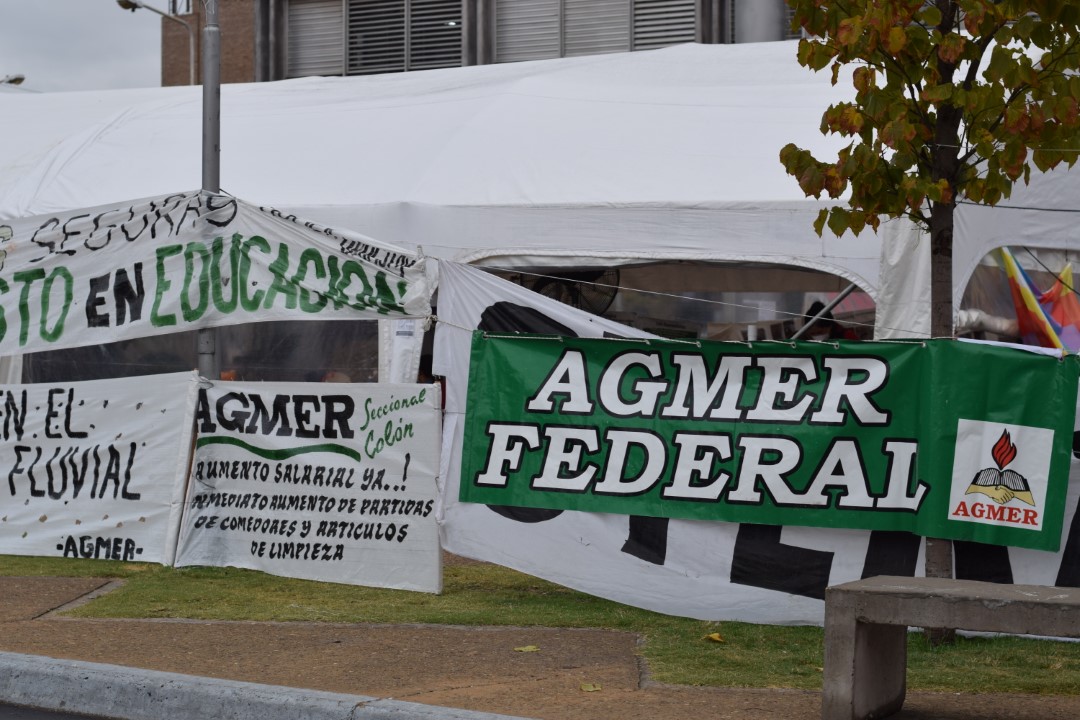 SEGURAS
STO EN EDUCACION
EN EL
FLUVIAL
-AGMER-
AGMER Seccional Colón
AUMENTO SALARIAL YA..!
INMEDIATO AUMENTO DE PARTIDAS
DE COMEDORES Y ARTICULOS
DE LIMPIEZA
AGMER
FEDERAL
AGMER